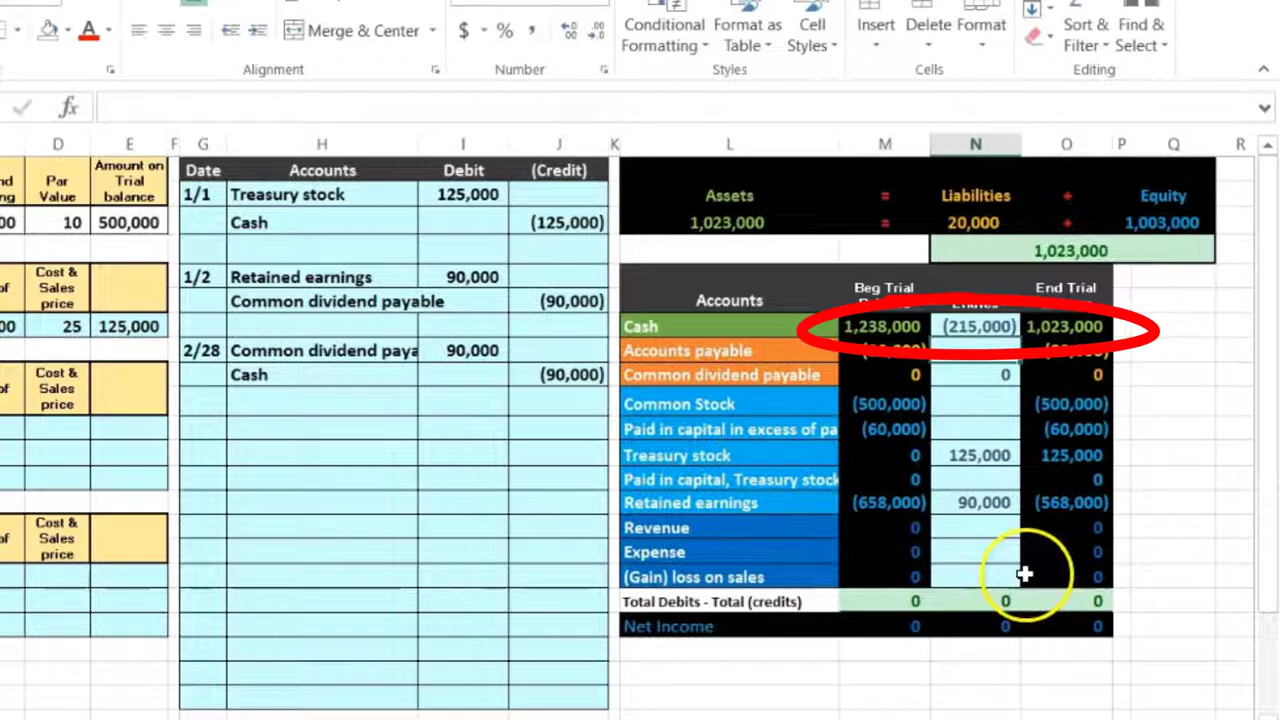 Merge & Center
$ % ,
Conditional Formatting
Format as Table
Cell Styles
Insert
Delete
Format
Sort & Filter
Find & Select
Alignment
Number
Styles
Cells
Editing
fx
D E F G H I J K L M N O P Q R
Par Value
Amount on Trial balance
00 10 500,000
Cost & Sales price
00 25 125,000
Cost & Sales price
Cost & Sales price
Date Accounts Debit (Credit)
1/1 Treasury stock 125,000
Cash (125,000)
1/2 Retained earnings 90,000
Common dividend payable (90,000)
2/28 Common dividend paya 90,000
Cash (90,000)
Assets = Liabilities + Equity
1,023,000 = 20,000 + 1,003,000
1,023,000
Accounts Beg Trial End Trial
Cash 1,238,000 (215,000) 1,023,000
Accounts payable
Common dividend payable 0 0 0
Common Stock (500,000) (500,000)
Paid in capital in excess of pa (60,000) (60,000)
Treasury stock 0 125,000 125,000
Paid in capital, Treasury stock 0 0
Retained earnings (658,000) 90,000 (568,000)
Revenue 0 0
Expense 0 0
(Gain) loss on sales 0 0
Total Debits - Total (credits) 0 0 0
Net Income 0 0 0